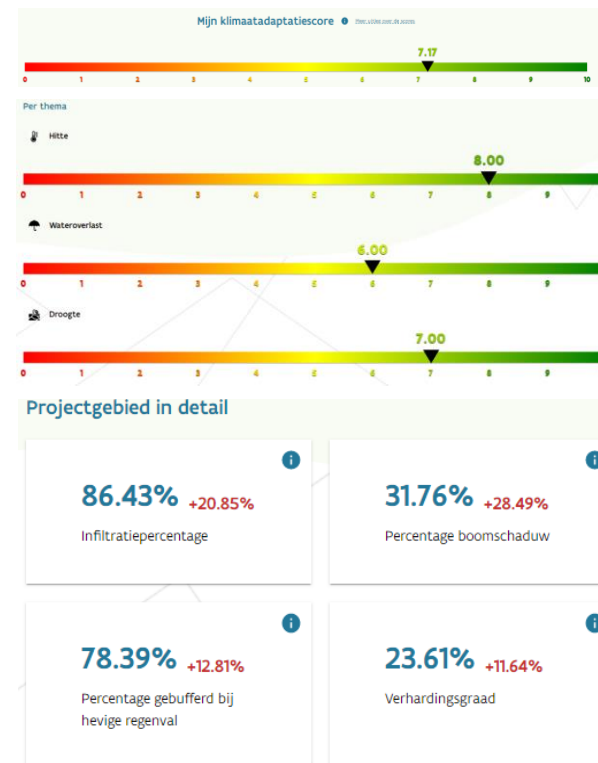 Mijn klimaatadaptatiescore
7.17
0 1 2 3 4 5 6 7 8 9 10
Per thema
Hitte
8.00
0 1 2 3 4 5 6 7 8 9
Wateroverlast
6.00
0 1 2 3 4 5 6 7 8 9
Droogte
7.00
0 1 2 3 4 5 6 7 8 9
Projectgebied in detail
86.43% +20.85%
Infiltratiepercentage
31.76% +28.49%
Percentage boomschaduw
78.39% +12.81%
Percentage gebufferd bij
hevige regenval
23.61% +11.64%
Verhardingsgraad